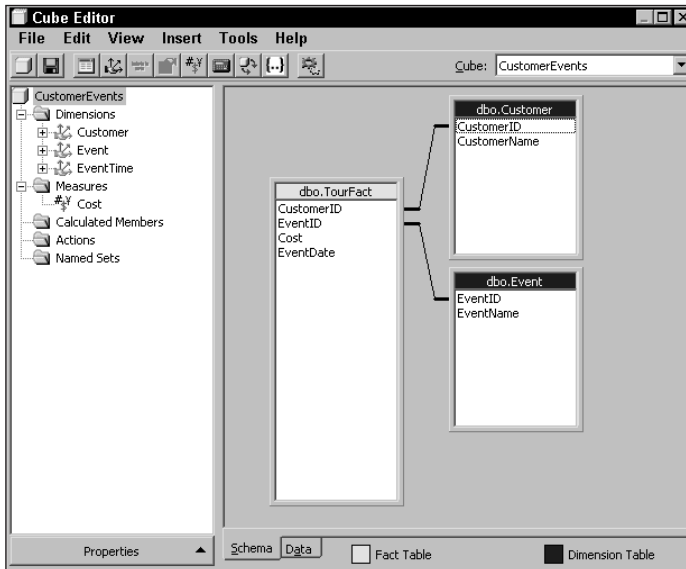 Cube Editor
File Edit View Insert Tools Help
Cube: CustomerEvents
CustomerEvents
Dimensions
Customer
Event
EventTime
Measures
Cost
Calculated Members
Actions
Named Sets
dbo.TourFact
CustomerID
EventID
Cost
EventDate
dbo.Customer
CustomerID
CustomerName
dbo.Event
EventID
EventName
Properties
Schema Data Fact Table Dimension Table